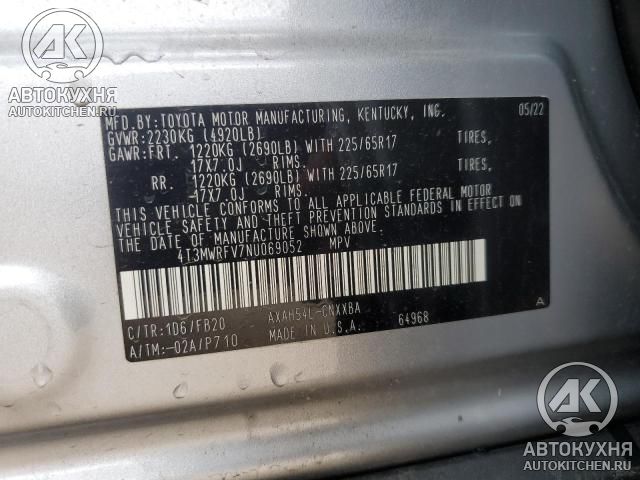 AK
АВТОКУХНЯ
AUTOKITCHEN.RU
MFD.BY:TOYOTA MOTOR MANUFACTURING, KENTUCKY, INC. 05/22
GVWR:2230KG (4920LB)
GAWR:FRT. 1220KG (2690LB) WITH 225/65R17 TIRES,
17X7.0J RIMS.
RR. 1220KG (2690LB) WITH 225/65R17 TIRES,
17X7.0J RIMS.
THIS VEHICLE CONFORMS TO ALL APPLICABLE FEDERAL MOTOR
VEHICLE SAFETY AND THEFT PREVENTION STANDARDS IN EFFECT ON
THE DATE OF MANUFACTURE SHOWN ABOVE.
4T3MWRFV7NU069052 MPV
C/TR:1D6/FB20 AXAH54L-CNXXBA A
A/TM:-02A/P710 MADE IN U.S.A. 64968
AK
АВТОКУХНЯ
AUTOKITCHEN.RU